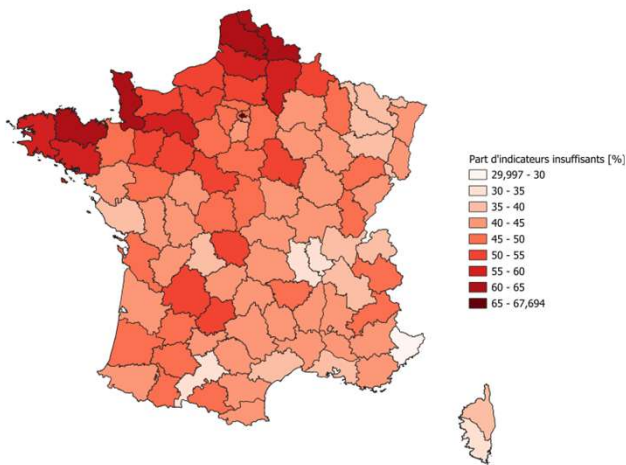 Part d'indicateurs insuffisants [%]
29,997 - 30
30 - 35
35 - 40
40 - 45
45 - 50
50 - 55
55 - 60
60 - 65
65 - 67,694